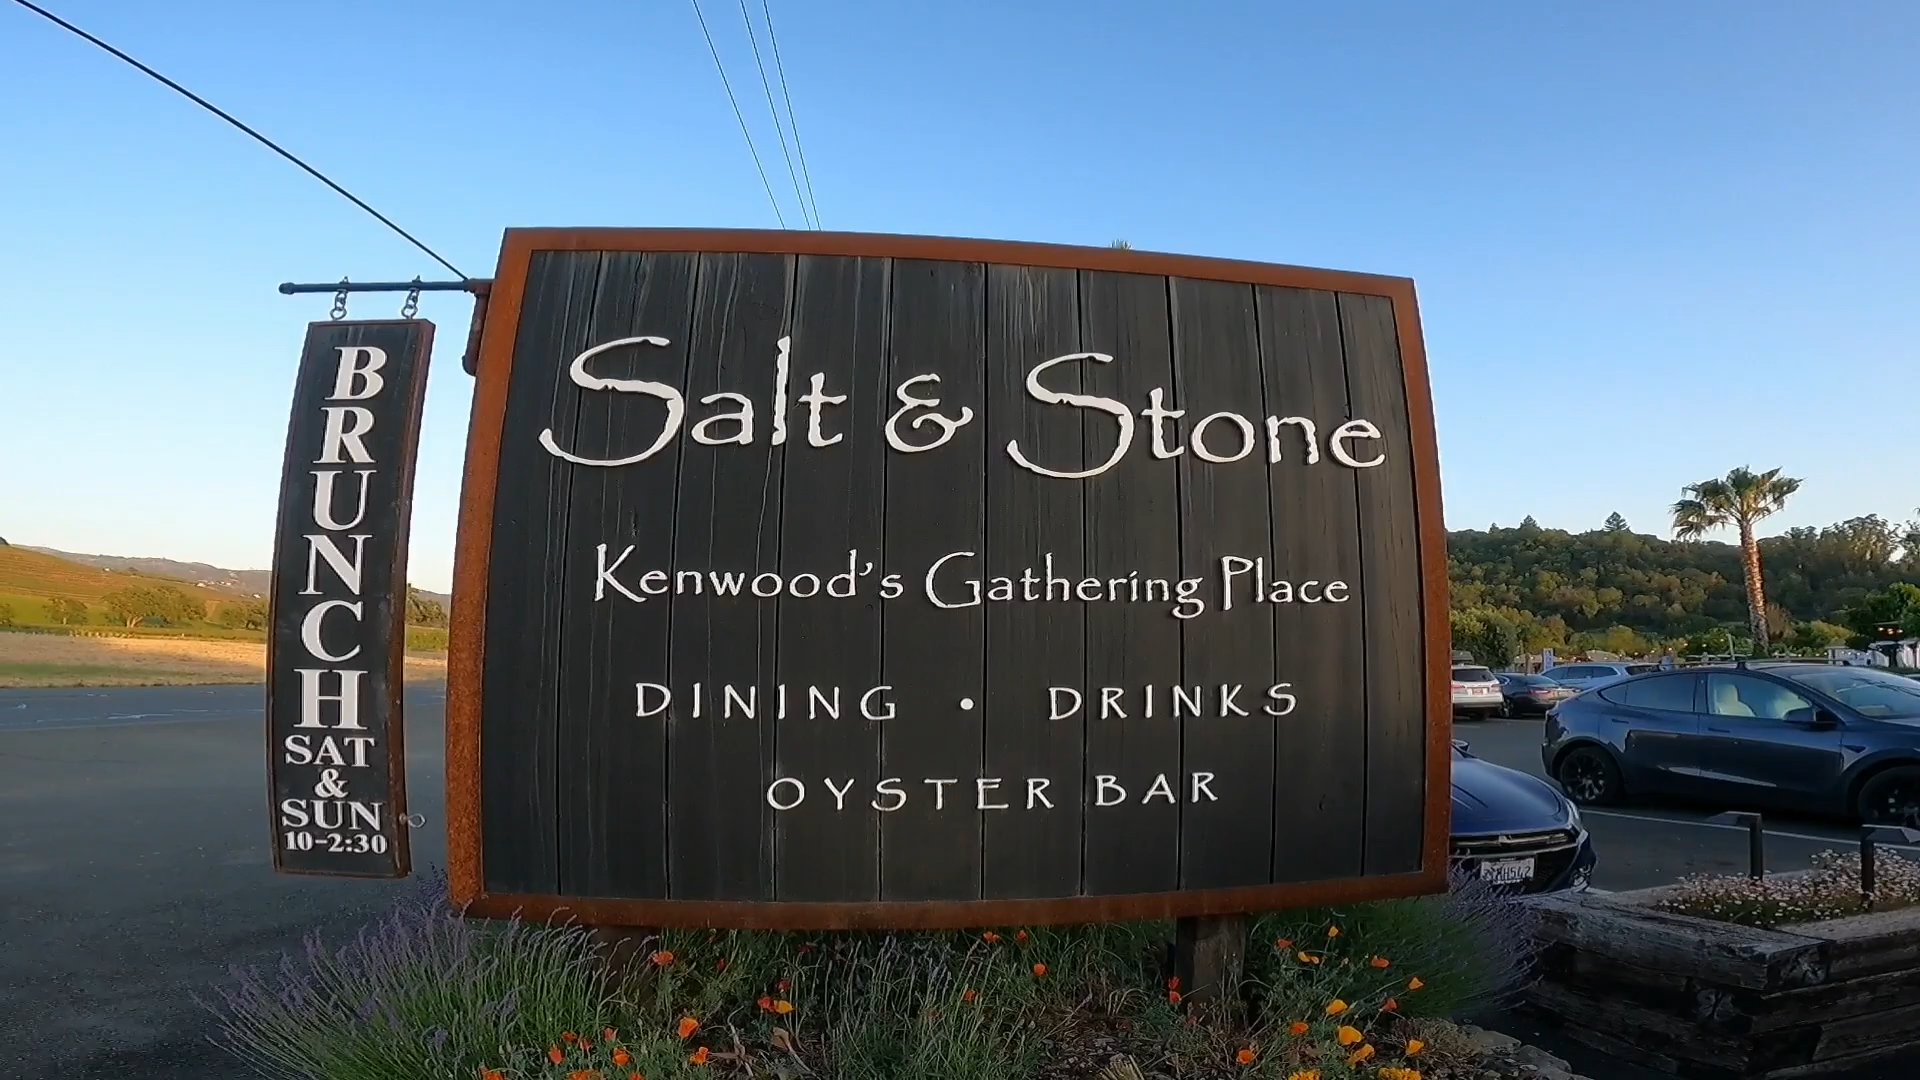 Salt & Stone
Kenwood's Gathering Place
DINING • DRINKS
OYSTER BAR
BRUNCH
SAT
&
SUN
10-2:30